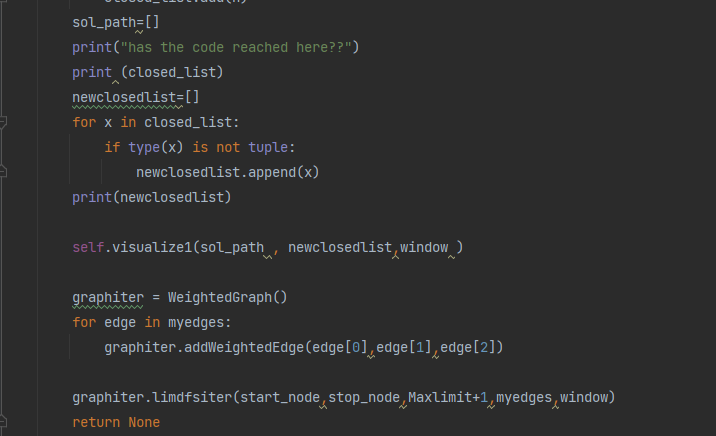 closed_list.add(n)
sol_path=[]
print("has the code reached here??")
print (closed_list)
newclosedlist=[]
for x in closed_list:
if type(x) is not tuple:
newclosedlist.append(x)
print(newclosedlist)
self.visualize1(sol_path , newclosedlist,window )
graphiter = WeightedGraph()
for edge in myedges:
graphiter.addWeightedEdge(edge[0],edge[1],edge[2])
graphiter.limdfsiter(start_node,stop_node,Maxlimit+1,myedges,window)
return None